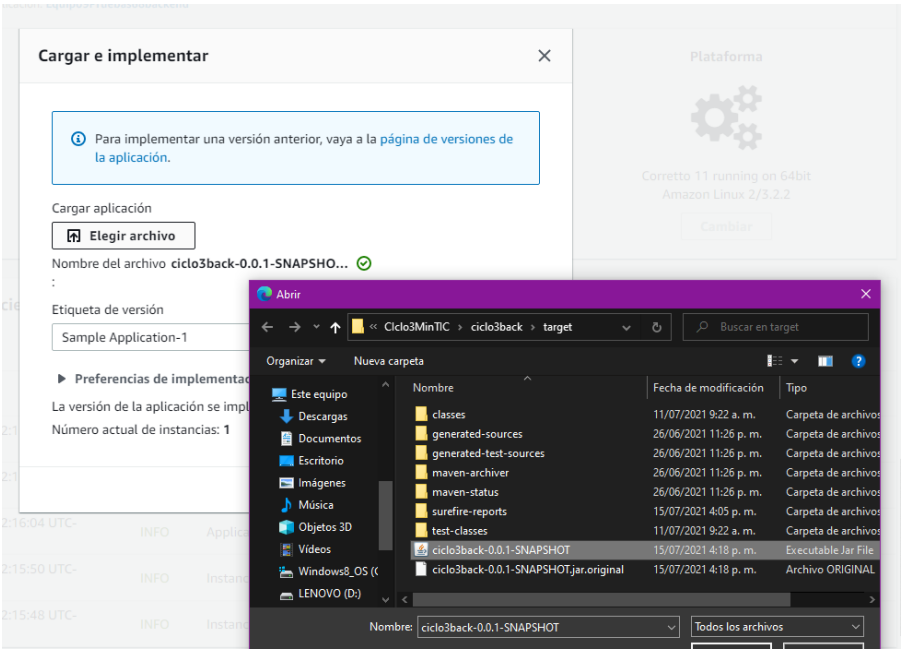 Cargar e implementar
Plataforma
Para implementar una versión anterior, vaya a la página de versiones de
la aplicación.
Corretto 11 running on 64bit
Amazon Linux 2/3.2.2
Cambiar
Cargar aplicación
Elegir archivo
Nombre del archivo ciclo3back-0.0.1-SNAPSHO...
:
Etiqueta de versión
Sample Application-1
Preferencias de implementac
La versión de la aplicación se impl
Número actual de instancias: 1
Abrir
« CIclo3MinTIC > ciclo3back > target
Buscar en target
Organizar
Nueva carpeta
Este equipo
Descargas
Documentos
Escritorio
Imágenes
Música
Objetos 3D
Vídeos
Windows8_OS (C
LENOVO (D:)
Nombre Fecha de modificación Tipo
classes 11/07/2021 9:22 a. m. Carpeta de archivos
generated-sources 26/06/2021 11:26 p. m. Carpeta de archivos
generated-test-sources 26/06/2021 11:26 p. m. Carpeta de archivos
maven-archiver 26/06/2021 11:26 p. m. Carpeta de archivos
maven-status 26/06/2021 11:26 p. m. Carpeta de archivos
surefire-reports 15/07/2021 4:05 p. m. Carpeta de archivos
test-classes 11/07/2021 9:22 a. m. Carpeta de archivos
ciclo3back-0.0.1-SNAPSHOT 15/07/2021 4:18 p. m. Executable Jar File
ciclo3back-0.0.1-SNAPSHOT.jar.original 15/07/2021 4:18 p. m. Archivo ORIGINAL
Nombre: ciclo3back-0.0.1-SNAPSHOT Todos los archivos
2:16:04 UTC- INFO Applica
2:15:50 UTC- INFO Instanc
2:15:48 UTC- INFO Instanc